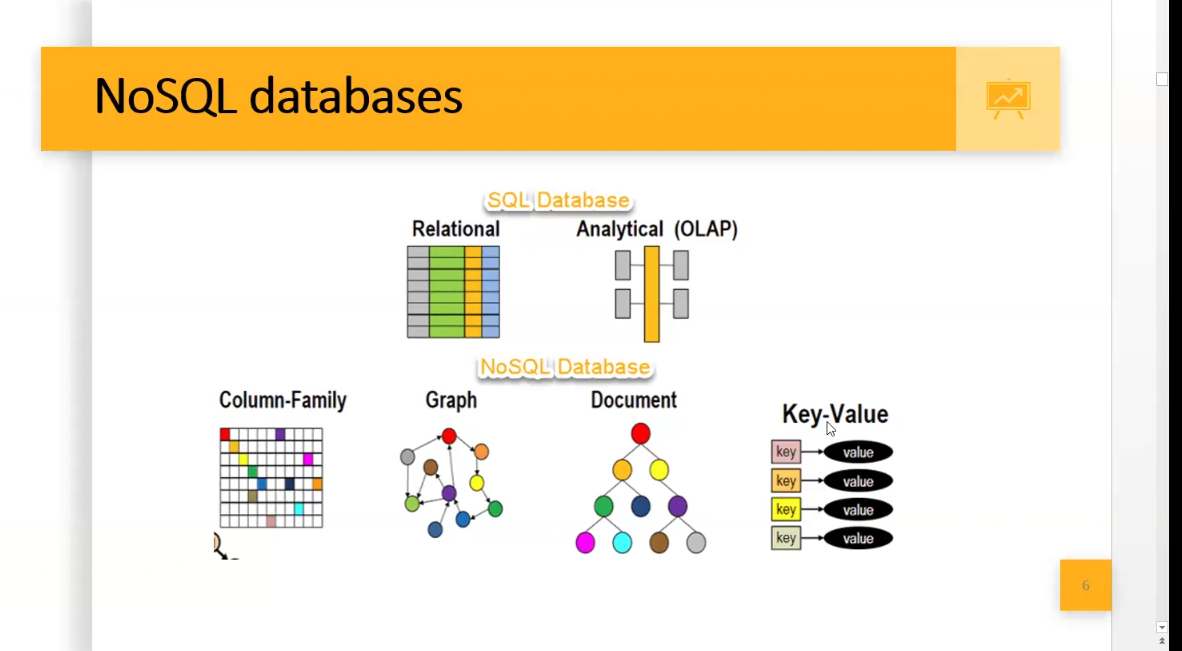 NoSQL databases
SQL Database
Relational
Analytical (OLAP)
NoSQL Database
Column-Family
Graph
Document
Key-Value
key value
key value
key value
key value
6